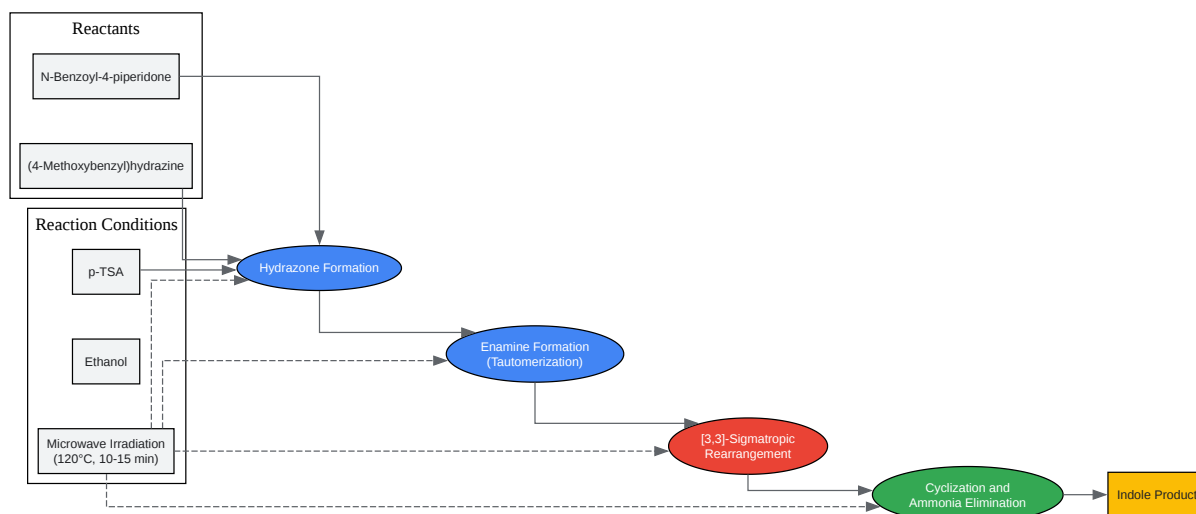 Reactants
N-Benzoyl-4-piperidone
(4-Methoxybenzyl)hydrazine
Reaction Conditions
p-TSA
Ethanol
Microwave Irradiation
(120°C, 10-15 min)
Hydrazone Formation
Enamine Formation
(Tautomerization)
[3,3]-Sigmatropic
Rearrangement
Cyclization and
Ammonia Elimination
Indole Product